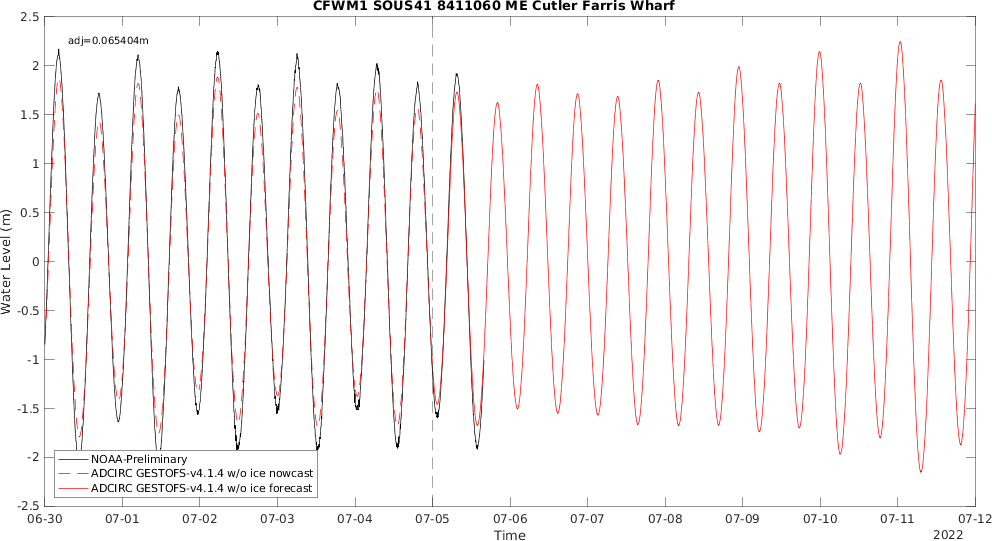 CFWM1 SOUS41 8411060 ME Cutler Farris Wharf
adj=0.065404m
2.5
2
1.5
1
0.5
0
-0.5
-1
-1.5
-2
-2.5
Water Level (m)
NOAA-Preliminary
ADCIRC GESTOFS-v4.1.4 w/o ice nowcast
ADCIRC GESTOFS-v4.1.4 w/o ice forecast
06-30 07-01 07-02 07-03 07-04 07-05 07-06 07-07 07-08 07-09 07-10 07-11 07-12
Time
2022